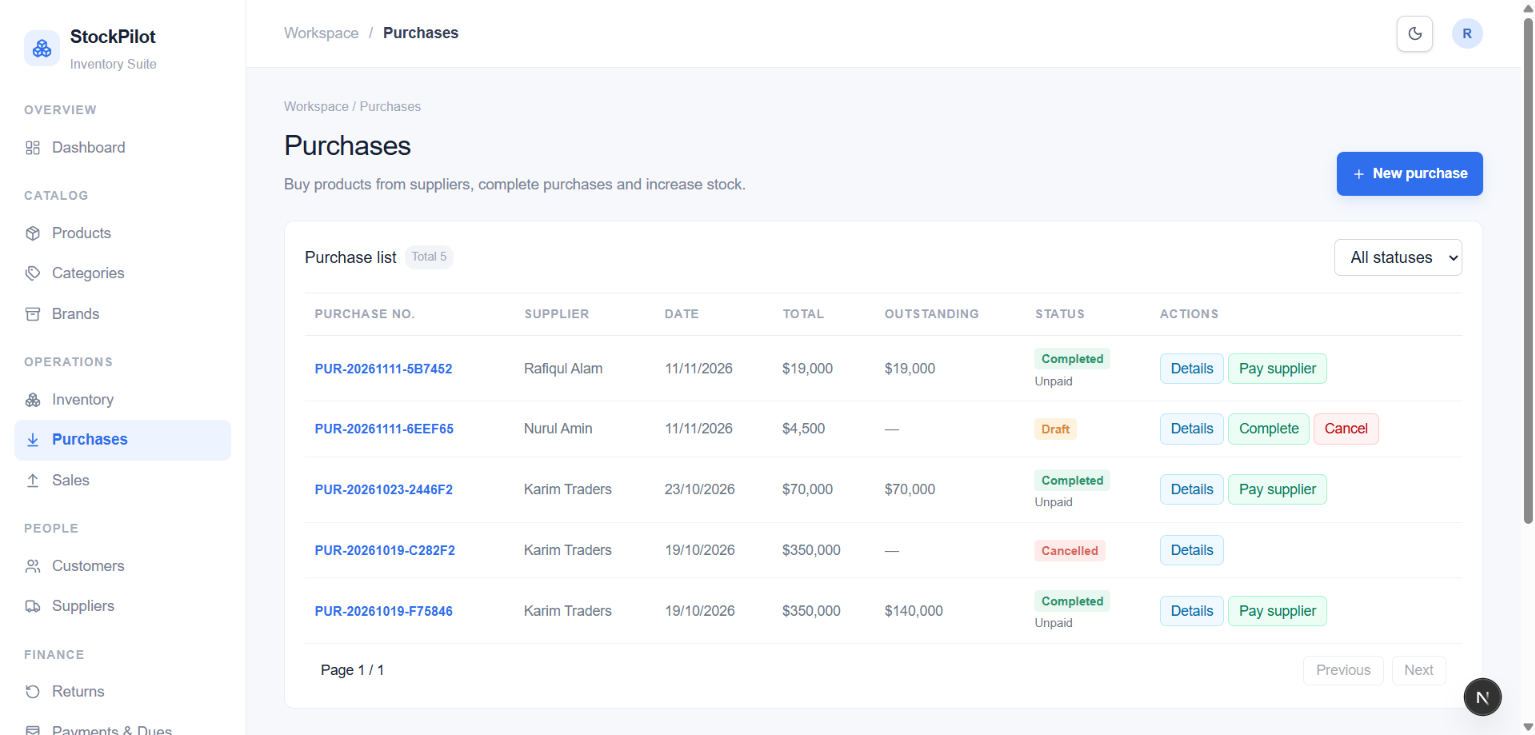 StockPilot
Inventory Suite
OVERVIEW
Dashboard
CATALOG
Products
Categories
Brands
OPERATIONS
Inventory
Purchases
Sales
PEOPLE
Customers
Suppliers
FINANCE
Returns
Payments & Dues
Workspace / Purchases
R
Workspace / Purchases
Purchases
Buy products from suppliers, complete purchases and increase stock.
+ New purchase
Purchase list Total 5
All statuses
PURCHASE NO. SUPPLIER DATE TOTAL OUTSTANDING STATUS ACTIONS
PUR-20261111-5B7452 Rafiqul Alam 11/11/2026 $19,000 $19,000 Completed Details Pay supplier
Unpaid
PUR-20261111-6EEF65 Nurul Amin 11/11/2026 $4,500 — Draft Details Complete Cancel
PUR-20261023-2446F2 Karim Traders 23/10/2026 $70,000 $70,000 Completed Details Pay supplier
Unpaid
PUR-20261019-C282F2 Karim Traders 19/10/2026 $350,000 — Cancelled Details
PUR-20261019-F75846 Karim Traders 19/10/2026 $350,000 $140,000 Completed Details Pay supplier
Unpaid
Page 1 / 1
Previous Next
N